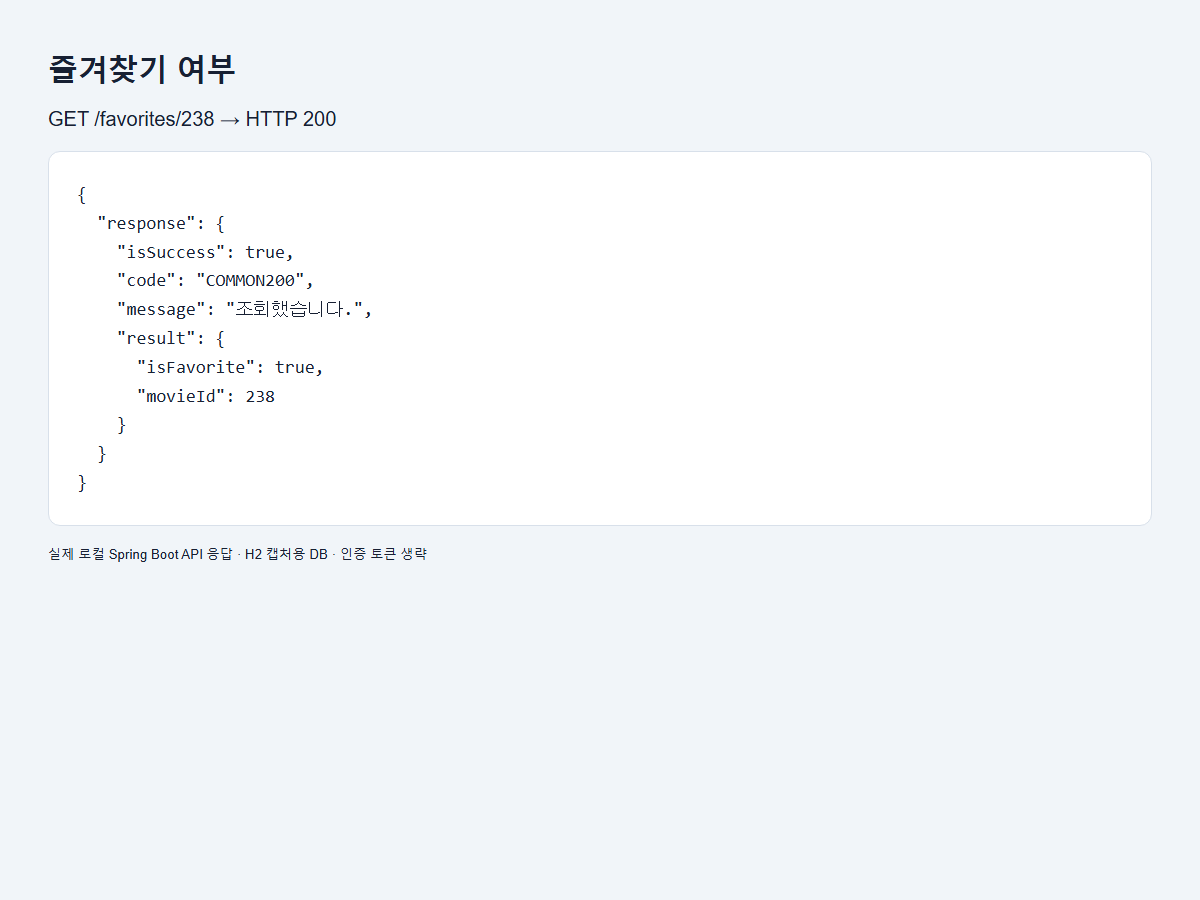 즐겨찾기 여부
GET /favorites/238 → HTTP 200
{
  "response": {
    "isSuccess": true,
    "code": "COMMON200",
    "message": "조회했습니다.",
    "result": {
      "isFavorite": true,
      "movieId": 238
    }
  }
}
실제 로컬 Spring Boot API 응답 · H2 캡처용 DB · 인증 토큰 생략